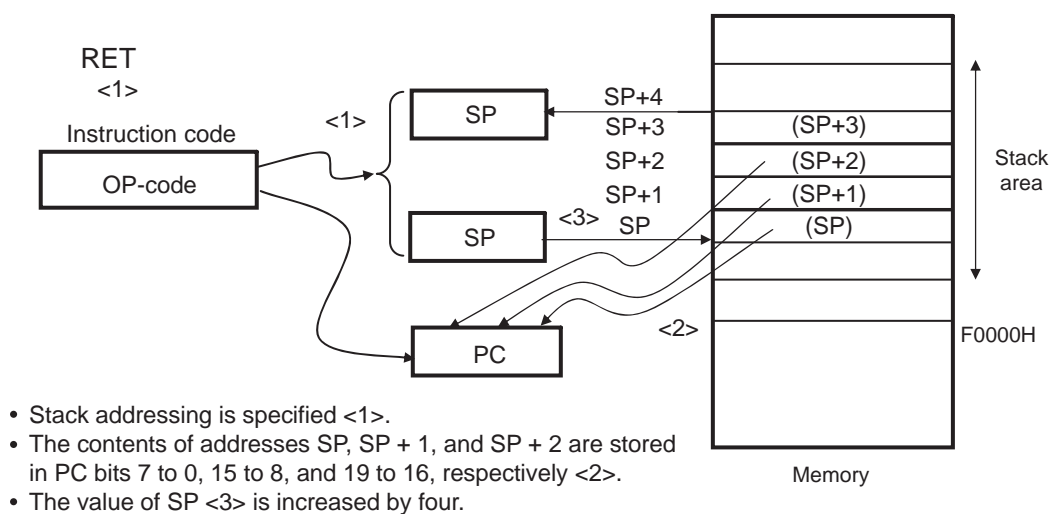 RET
<1>
Instruction code
OP-code
<1>
SP
SP
<3>
PC
<2>
SP+4
SP+3
SP+2
SP+1
SP
(SP+3)
(SP+2)
(SP+1)
(SP)
Stack
area
F0000H
Memory
• Stack addressing is specified <1>.
• The contents of addresses SP, SP + 1, and SP + 2 are stored
in PC bits 7 to 0, 15 to 8, and 19 to 16, respectively <2>.
• The value of SP <3> is increased by four.